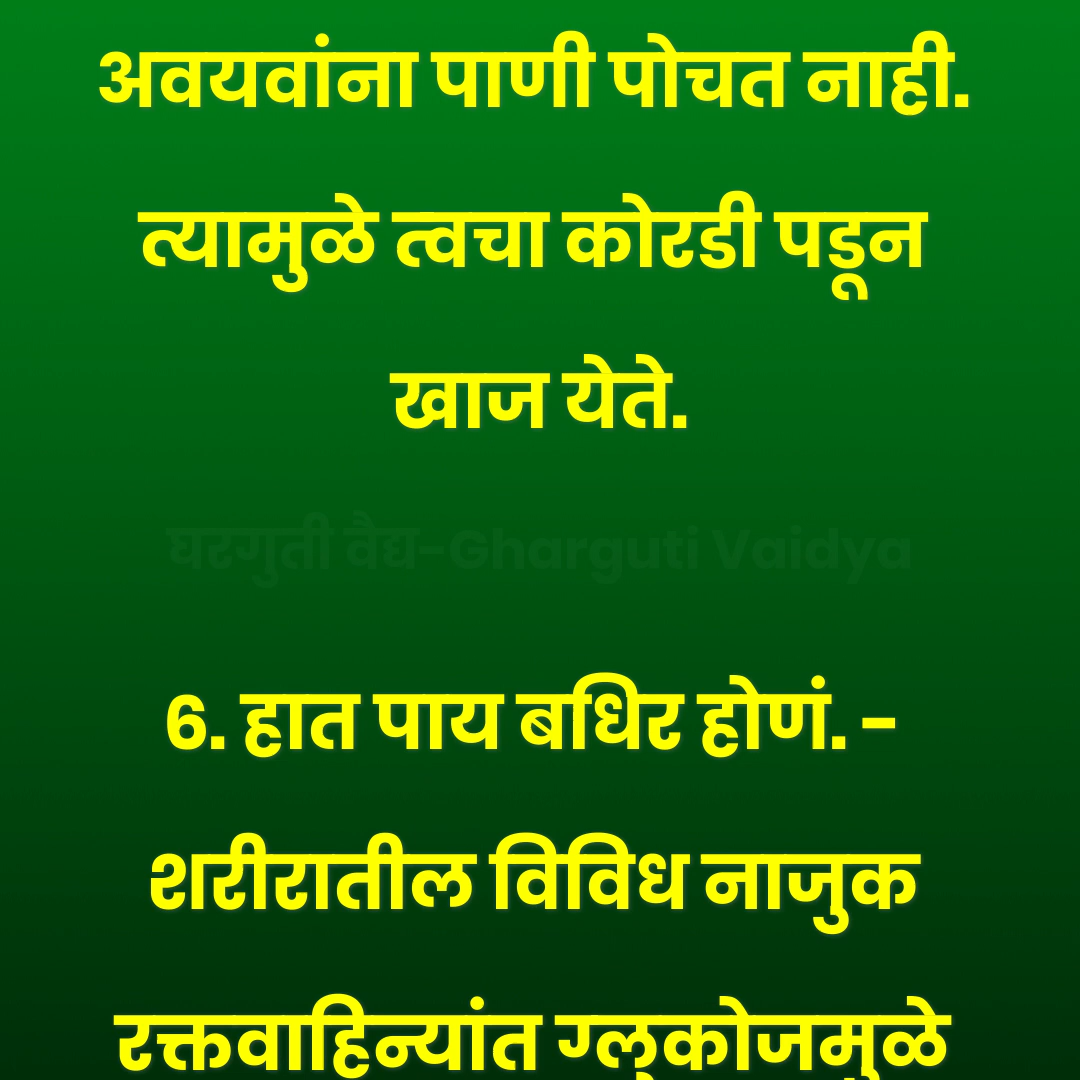 अवयवांना पाणी पोचत नाही.
त्यामुळे त्वचा कोरडी पडून
खाज येते.
घरगुती वैद्य-Gharguti Vaidya
6. हात पाय बधिर होणं. -
शरीरातील विविध नाजुक
रक्तवाहिन्यांत ग्लूकोजमुळे